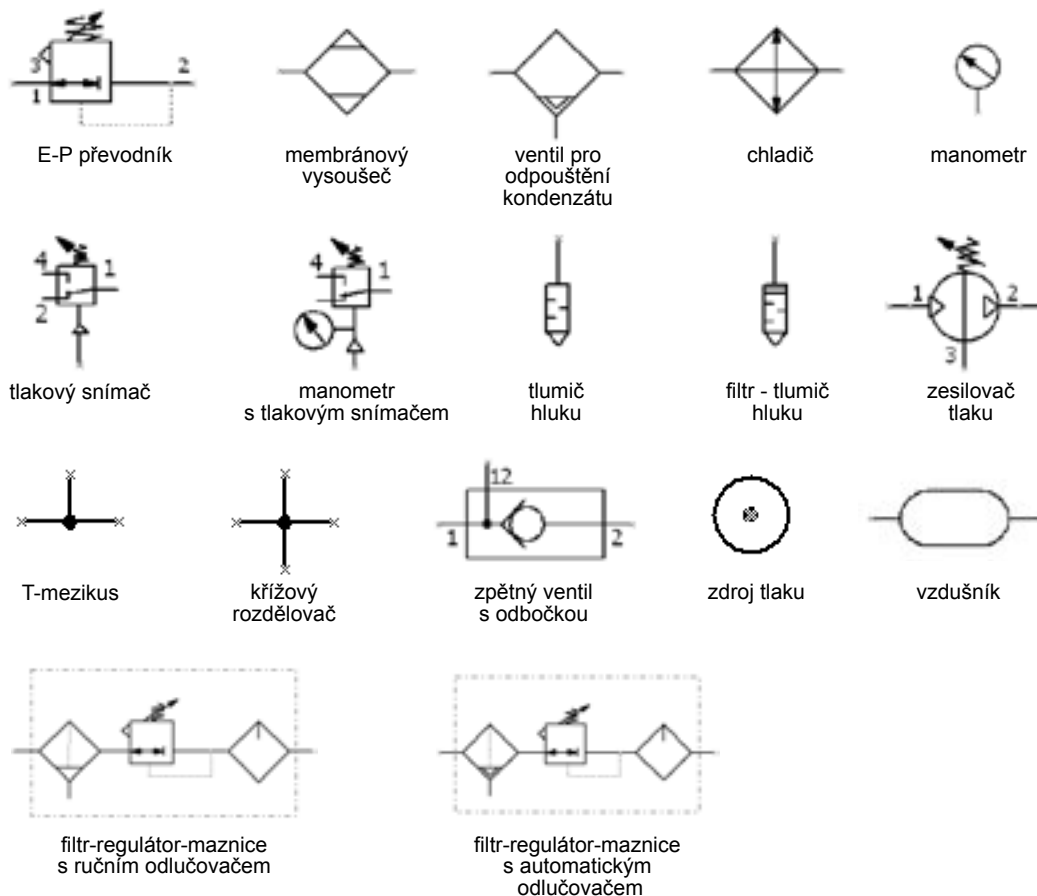 3
2
1
E-P převodník
membránový
vysoušeč
ventil pro
odpouštění
kondenzátu
chladič
manometr
4
1
2
tlakový snímač
4
1
manometr
s tlakovým snímačem
tlumič
hluku
filtr - tlumič
hluku
1
2
3
zesilovač
tlaku
T-mezikus
křížový
rozdělovač
12
1
2
zpětný ventil
s odbočkou
zdroj tlaku
vzdušník
filtr-regulátor-maznice
s ručním odlučovačem
filtr-regulátor-maznice
s automatickým
odlučovačem